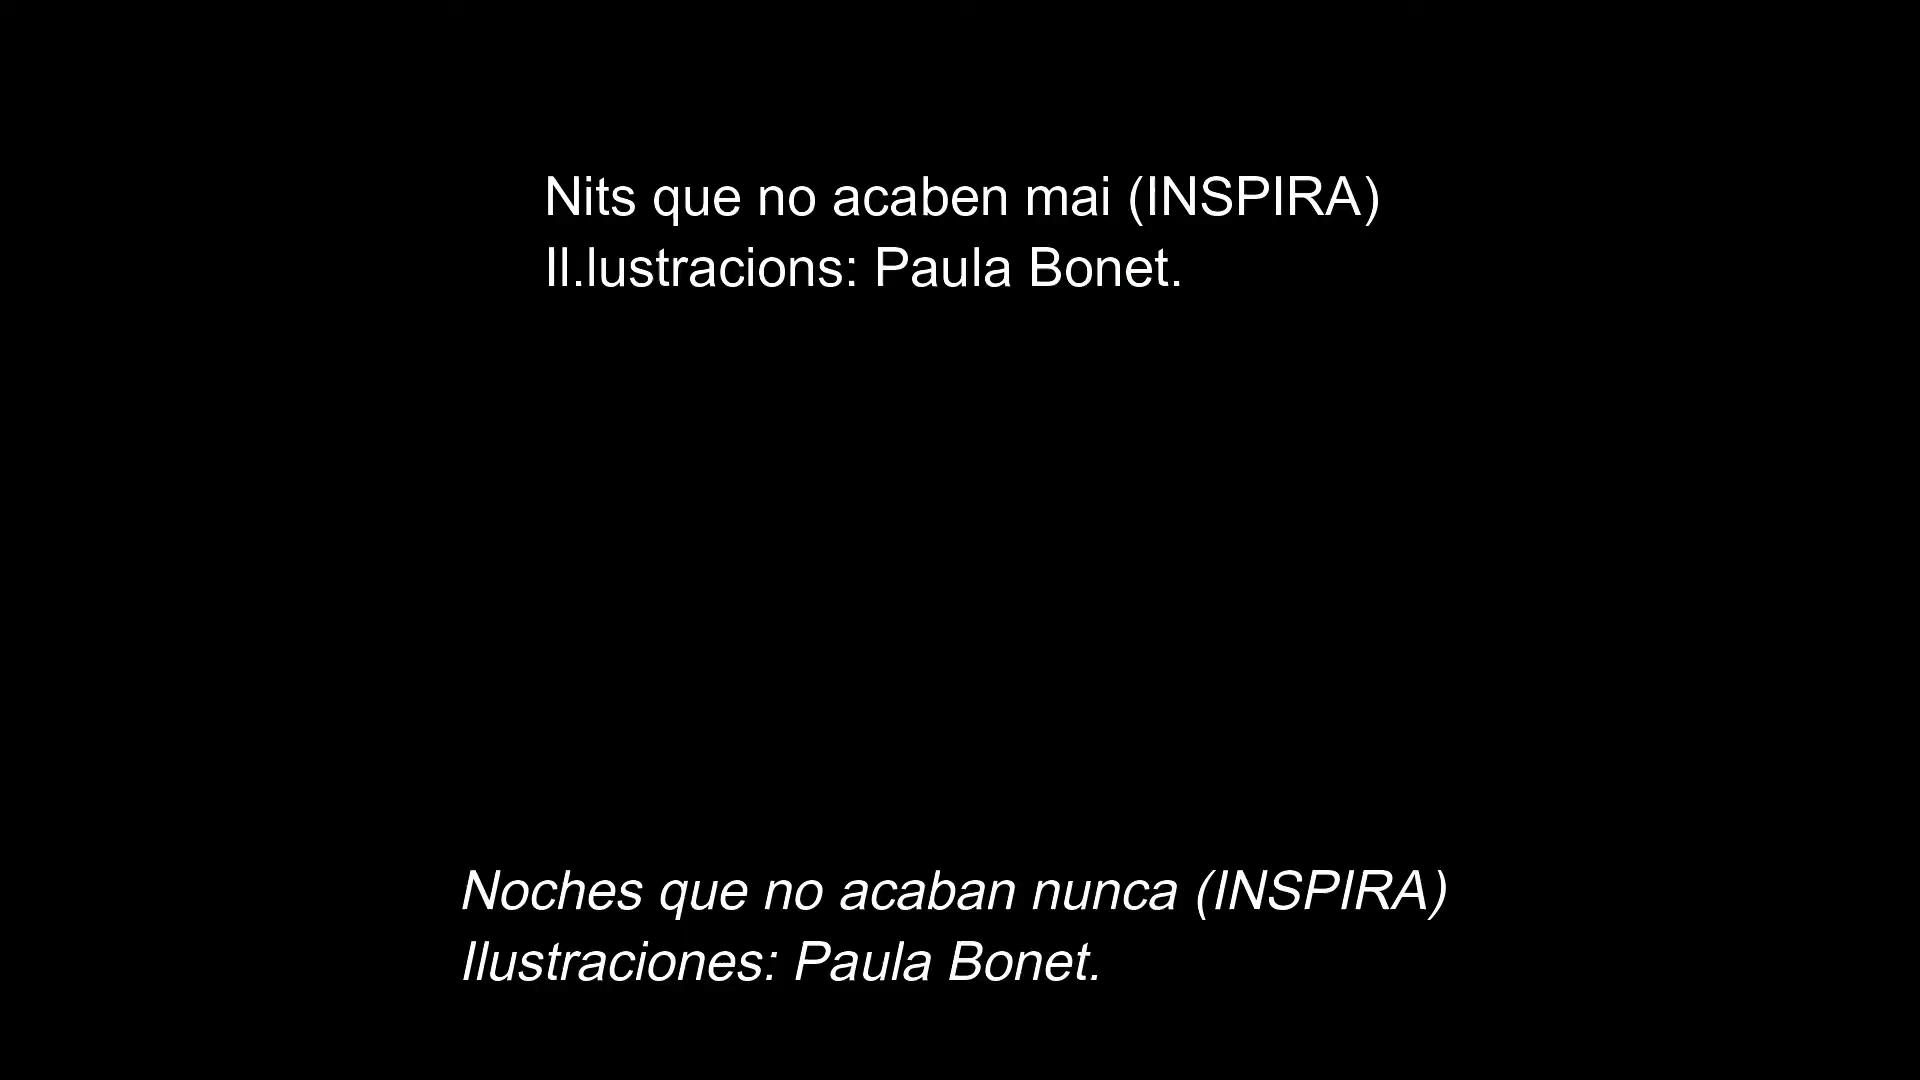 Nits que no acaben mai (INSPIRA)
Il.lustracions: Paula Bonet.
Noches que no acaban nunca (INSPIRA)
Ilustraciones: Paula Bonet.